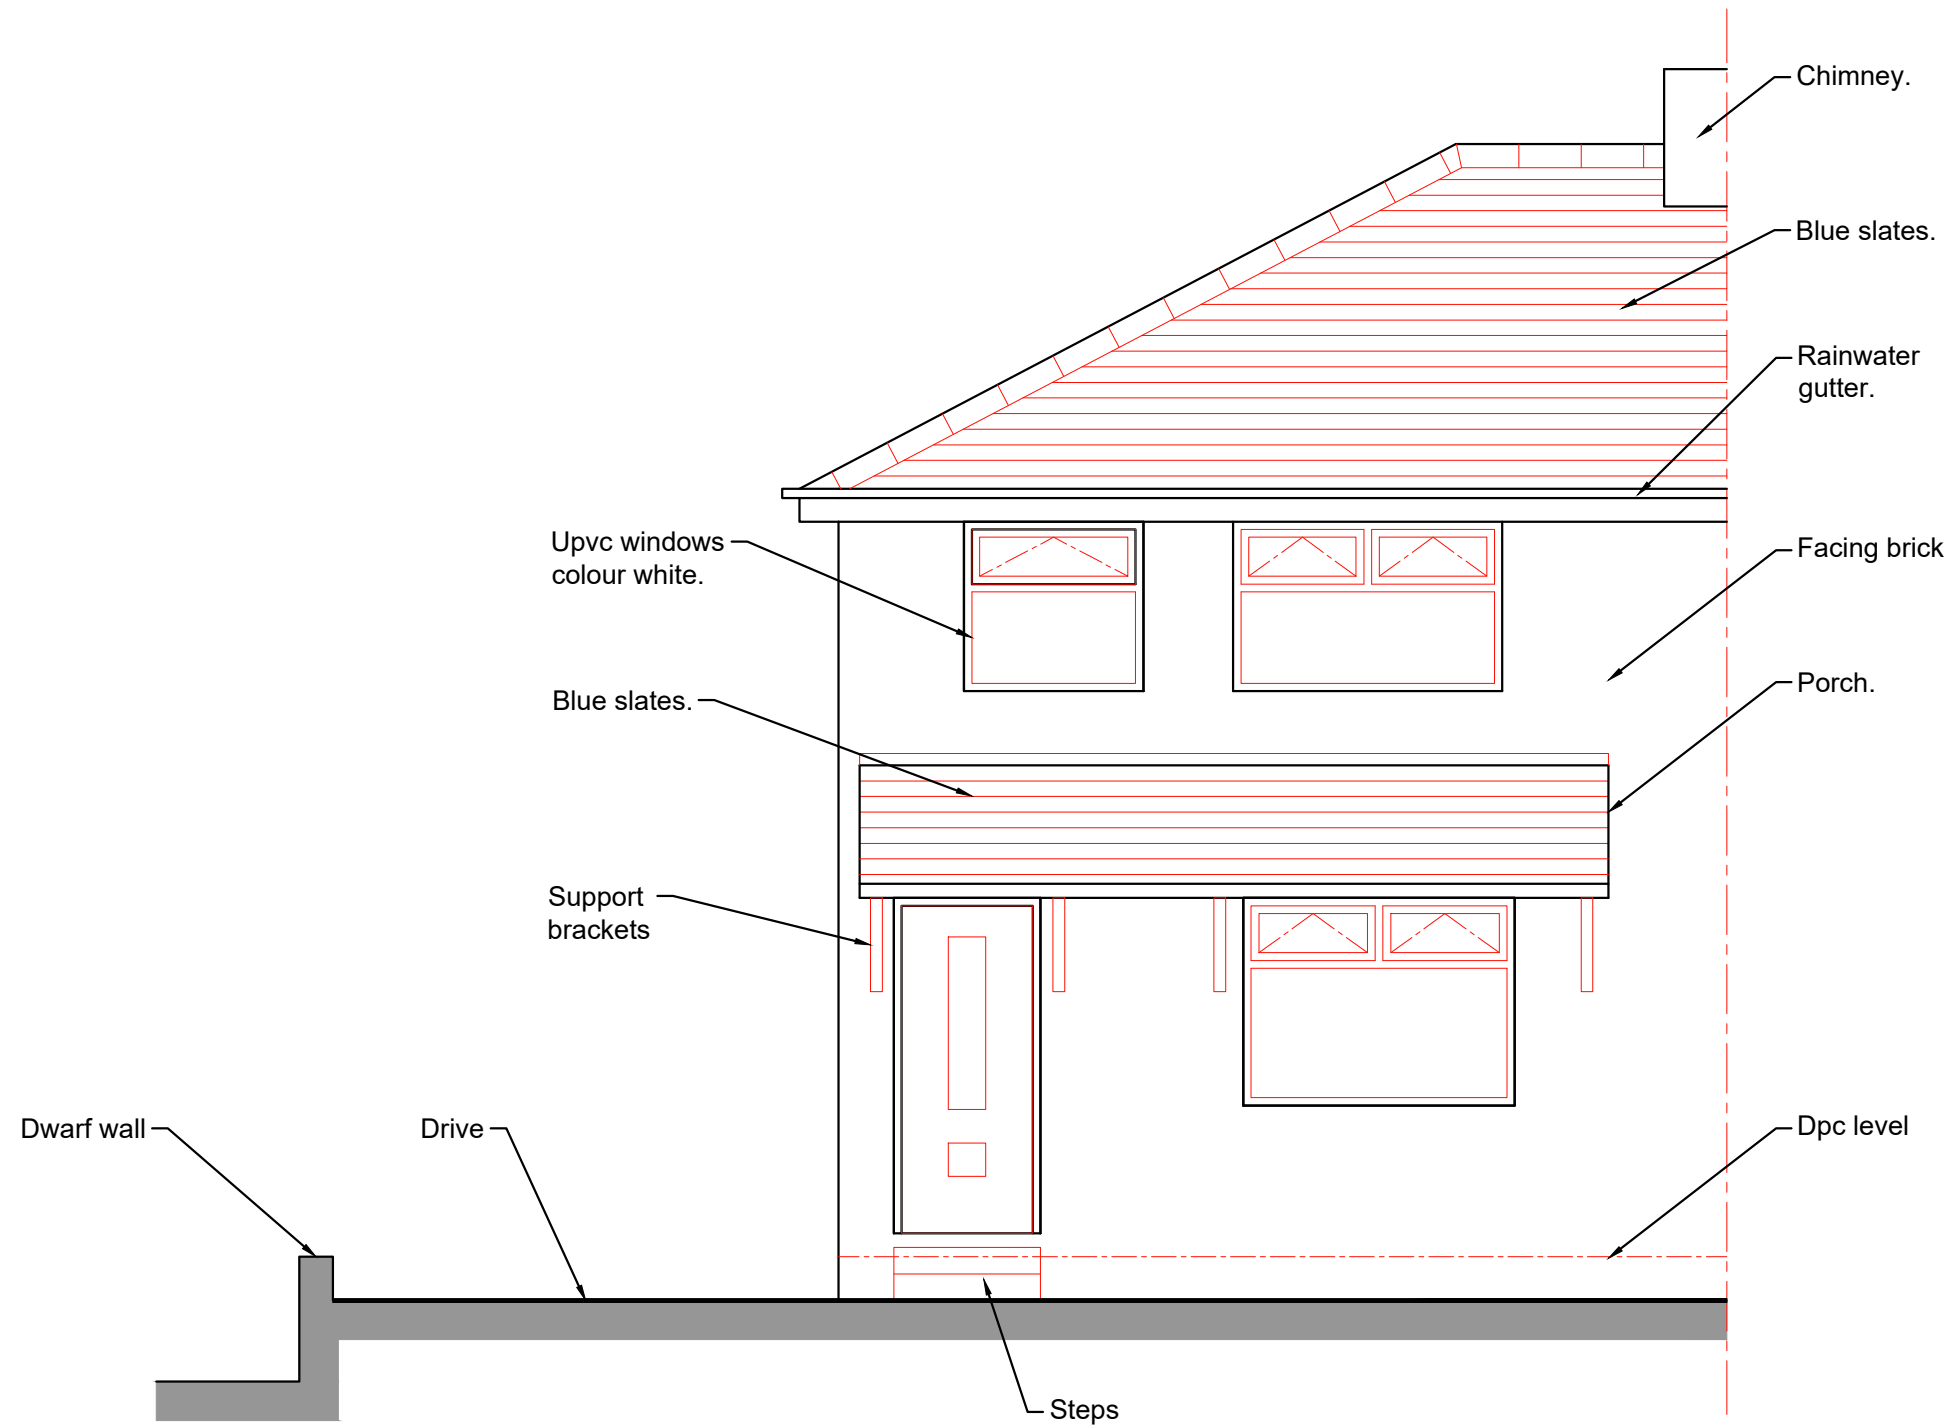 Chimney.
Blue slates.
Rainwater
gutter.
Upvc windows
colour white.
Facing brick
Blue slates.
Porch.
Support
brackets
Dwarf wall
Drive
Dpc level
Steps